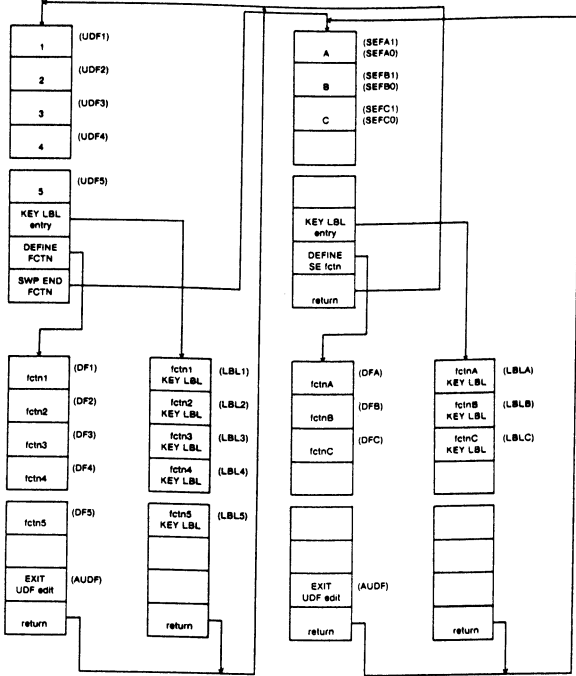 1 (UDF1)
2 (UDF2)
3 (UDF3)
4 (UDF4)
5 (UDF5)
KEY LBL
entry
DEFINE
FCTN
SWP END
FCTN
A (SEFA1)
(SEFA0)
B (SEFB1)
(SEFB0)
C (SEFC1)
(SEFC0)
KEY LBL
entry
DEFINE
SE fctn
return
fctn1 (DF1)
fctn2 (DF2)
fctn3 (DF3)
fctn4 (DF4)
fctn5 (DF5)
EXIT (AUDF)
UDF edit
return
fctn1 (LBL1)
KEY LBL
fctn2 (LBL2)
KEY LBL
fctn3 (LBL3)
KEY LBL
fctn4 (LBL4)
KEY LBL
fctn5 (LBL5)
KEY LBL
return
fctnA (DFA)
fctnB (DFB)
fctnC (DFC)
EXIT (AUDF)
UDF edit
return
fctnA (LBLA)
KEY LBL
fctnB (LBLB)
KEY LBL
fctnC (LBLC)
KEY LBL
return